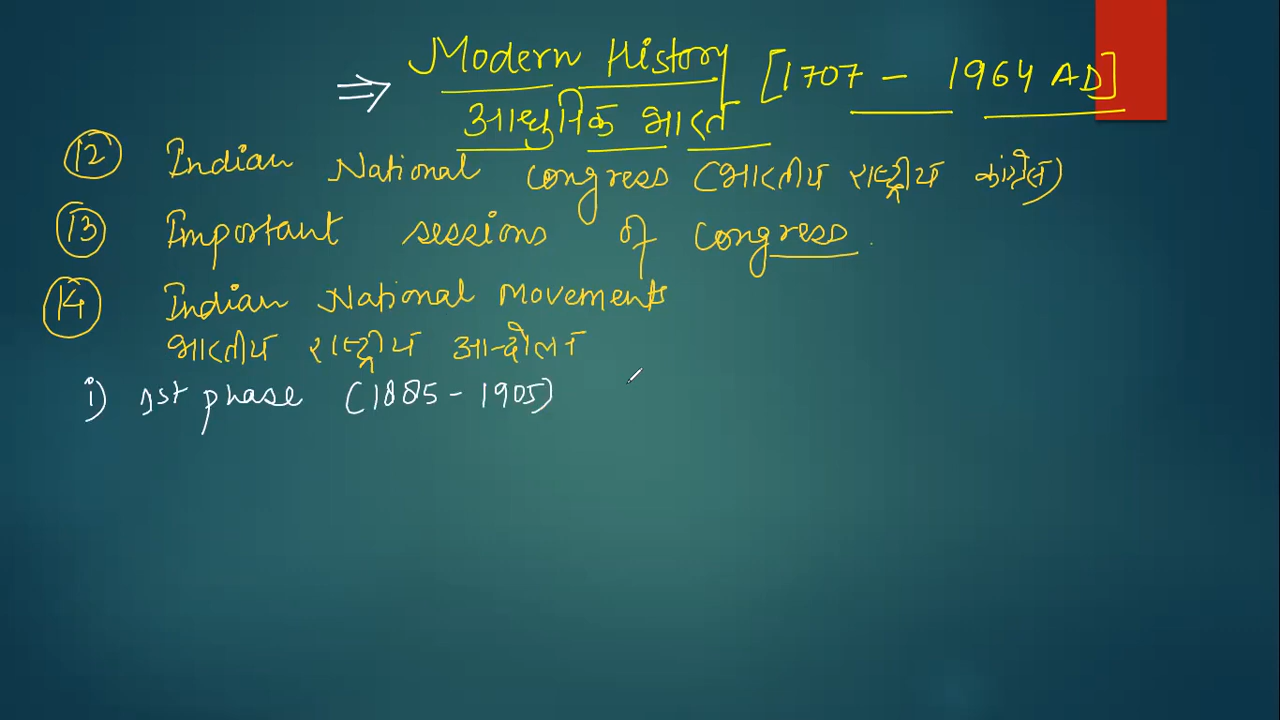 ⇒ Modern History [1707 - 1964 AD]
आधुनिक भारत
12 Indian National Congress (भारतीय राष्ट्रीय कांग्रेस)
13 Important sessions of Congress.
14 Indian National Movements
भारतीय राष्ट्रीय आन्दोलन
i) 1st phase (1885 - 1905)